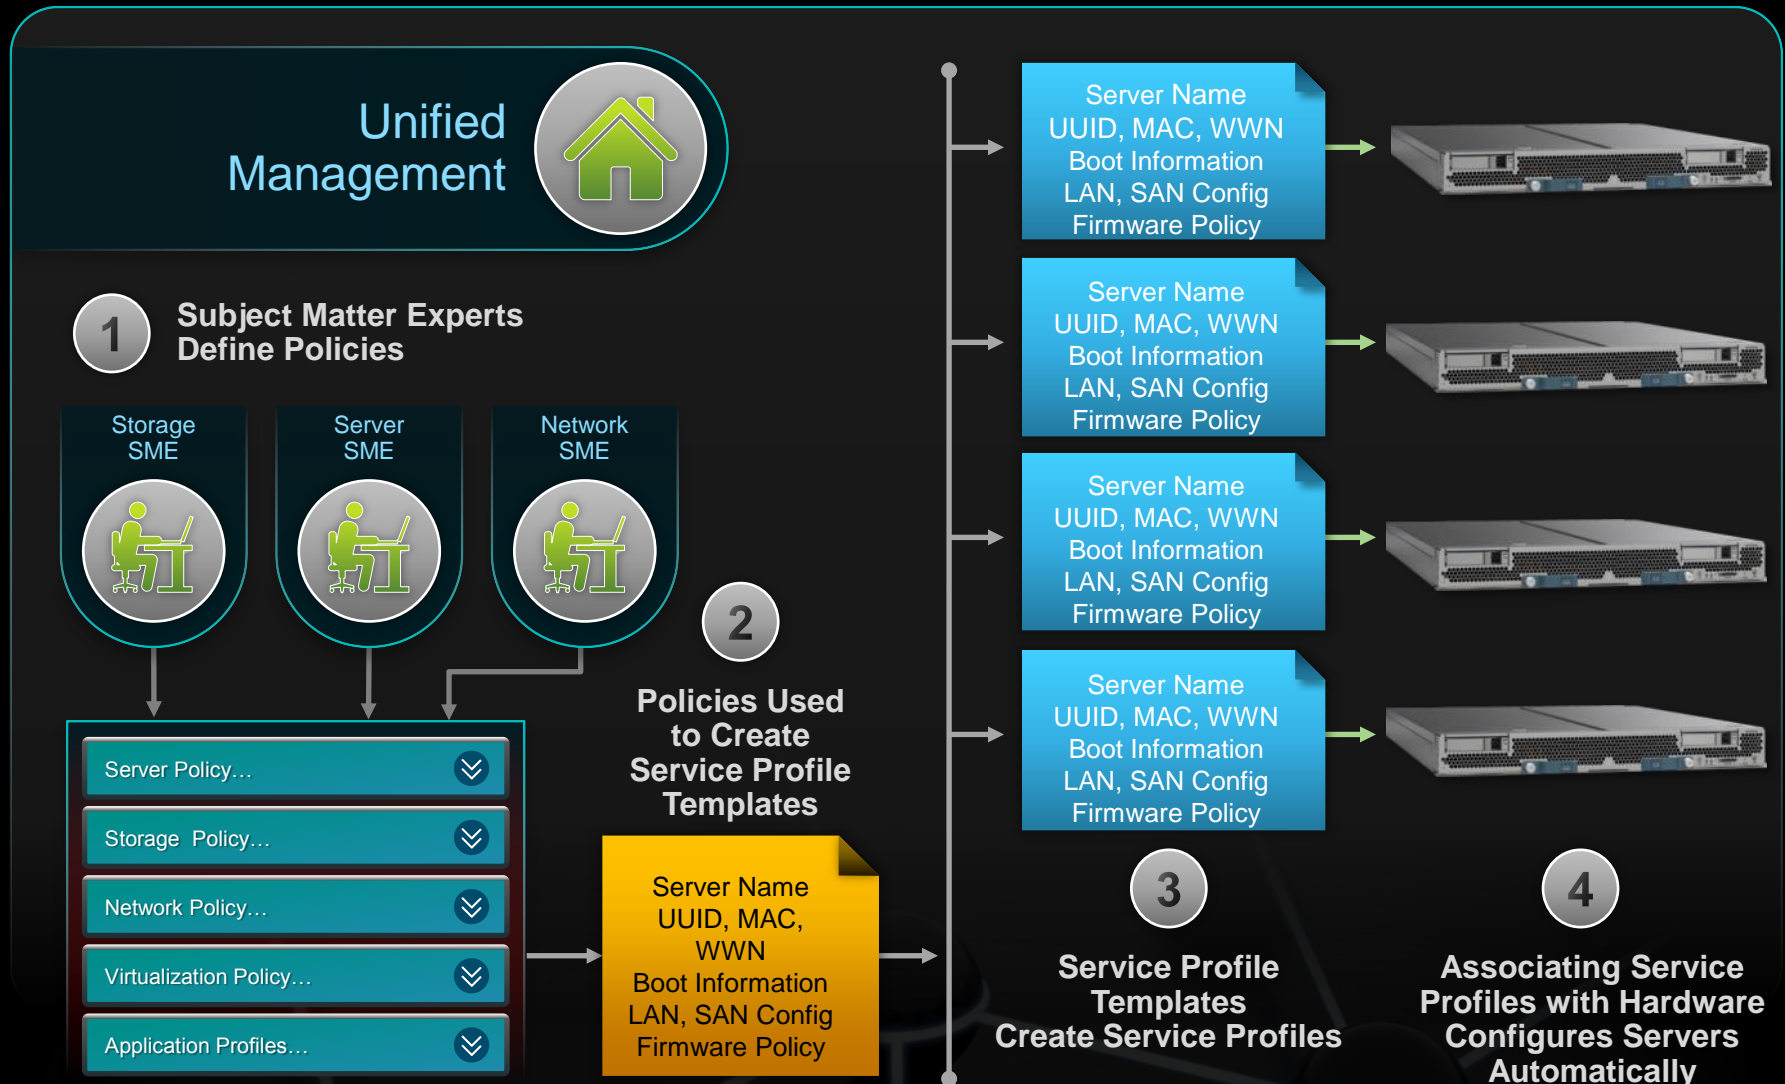 Unified
Management
1
Subject Matter Experts
Define Policies
Storage
SME
Server
SME
Network
SME
Server Policy…
Storage  Policy…
Network Policy…
Virtualization Policy…
Application Profiles…
2
Policies Used
to Create
Service Profile
Templates
Server Name
UUID, MAC,
WWN
Boot Information
LAN, SAN Config
Firmware Policy
Server Name
UUID, MAC, WWN
Boot Information
LAN, SAN Config
Firmware Policy
Server Name
UUID, MAC, WWN
Boot Information
LAN, SAN Config
Firmware Policy
Server Name
UUID, MAC, WWN
Boot Information
LAN, SAN Config
Firmware Policy
Server Name
UUID, MAC, WWN
Boot Information
LAN, SAN Config
Firmware Policy
3
Service Profile
Templates
Create Service Profiles
4
Associating Service
Profiles with Hardware
Configures Servers
Automatically